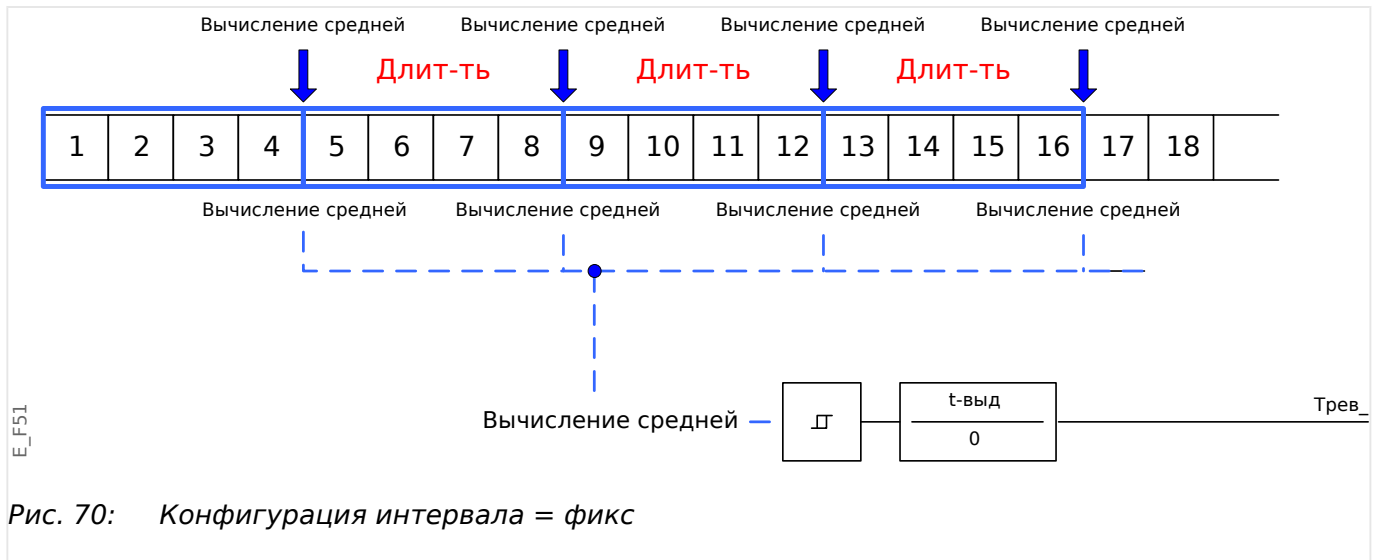 Вычисление средней Вычисление средней Вычисление средней Вычисление средней
Длит-ть Длит-ть Длит-ть
1 2 3 4 5 6 7 8 9 10 11 12 13 14 15 16 17 18
Вычисление средней Вычисление средней Вычисление средней Вычисление средней
Вычисление средней
t-выд
0
Трев_
E_F51
Рис. 70: Конфигурация интервала = фикс